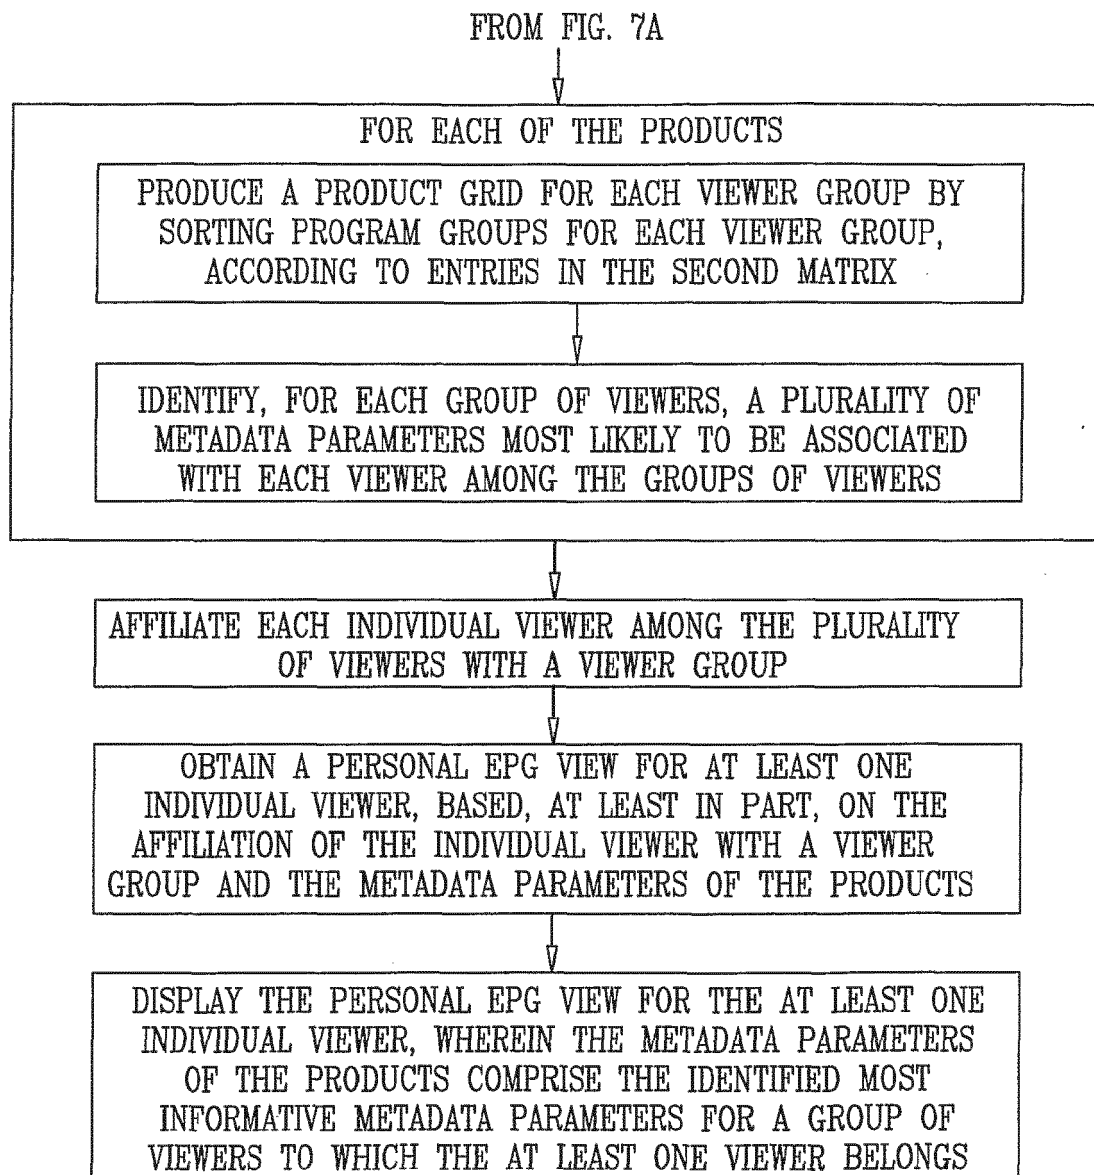 FROM FIG. 7A
FOR EACH OF THE PRODUCTS
PRODUCE A PRODUCT GRID FOR EACH VIEWER GROUP BY
SORTING PROGRAM GROUPS FOR EACH VIEWER GROUP,
ACCORDING TO ENTRIES IN THE SECOND MATRIX
IDENTIFY, FOR EACH GROUP OF VIEWERS, A PLURALITY OF
METADATA PARAMETERS MOST LIKELY TO BE ASSOCIATED
WITH EACH VIEWER AMONG THE GROUPS OF VIEWERS
AFFILIATE EACH INDIVIDUAL VIEWER AMONG THE PLURALITY
OF VIEWERS WITH A VIEWER GROUP
OBTAIN A PERSONAL EPG VIEW FOR AT LEAST ONE
INDIVIDUAL VIEWER, BASED, AT LEAST IN PART, ON THE
AFFILIATION OF THE INDIVIDUAL VIEWER WITH A VIEWER
GROUP AND THE METADATA PARAMETERS OF THE PRODUCTS
DISPLAY THE PERSONAL EPG VIEW FOR THE AT LEAST ONE
INDIVIDUAL VIEWER, WHEREIN THE METADATA PARAMETERS
OF THE PRODUCTS COMPRISE THE IDENTIFIED MOST
INFORMATIVE METADATA PARAMETERS FOR A GROUP OF
VIEWERS TO WHICH THE AT LEAST ONE VIEWER BELONGS